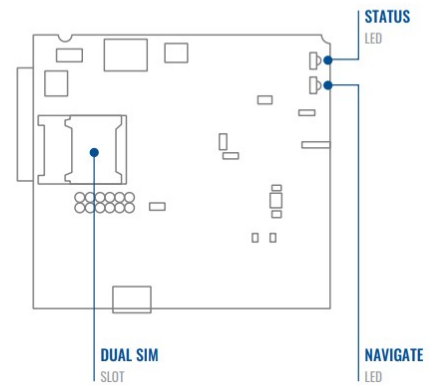 STATUS
LED
DUAL SIM
SLOT
NAVIGATE
LED